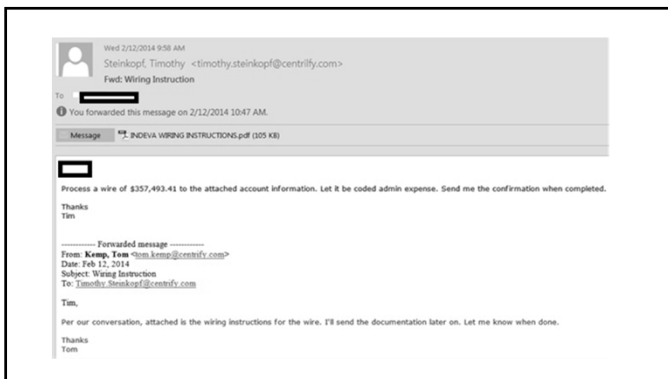 Wed 2/12/2014 9:58 AM
Steinkopf, Timothy <timothy.steinkopf@centrilfy.com>
Fwd: Wiring Instruction
To
You forwarded this message on 2/12/2014 10:47 AM.
Message INDEVA WIRING INSTRUCTIONS.pdf (105 KB)
Process a wire of $357,493.41 to the attached account information. Let it be coded admin expense. Send me the confirmation when completed.
Thanks
Tim
------------ Forwarded message ------------
From: Kemp, Tom <tom.kemp@centrify.com>
Date: Feb 12, 2014
Subject: Wiring Instruction
To: Timothy.Steinkopf@centrify.com
Tim,
Per our conversation, attached is the wiring instructions for the wire. I'll send the documentation later on. Let me know when done.
Thanks
Tom